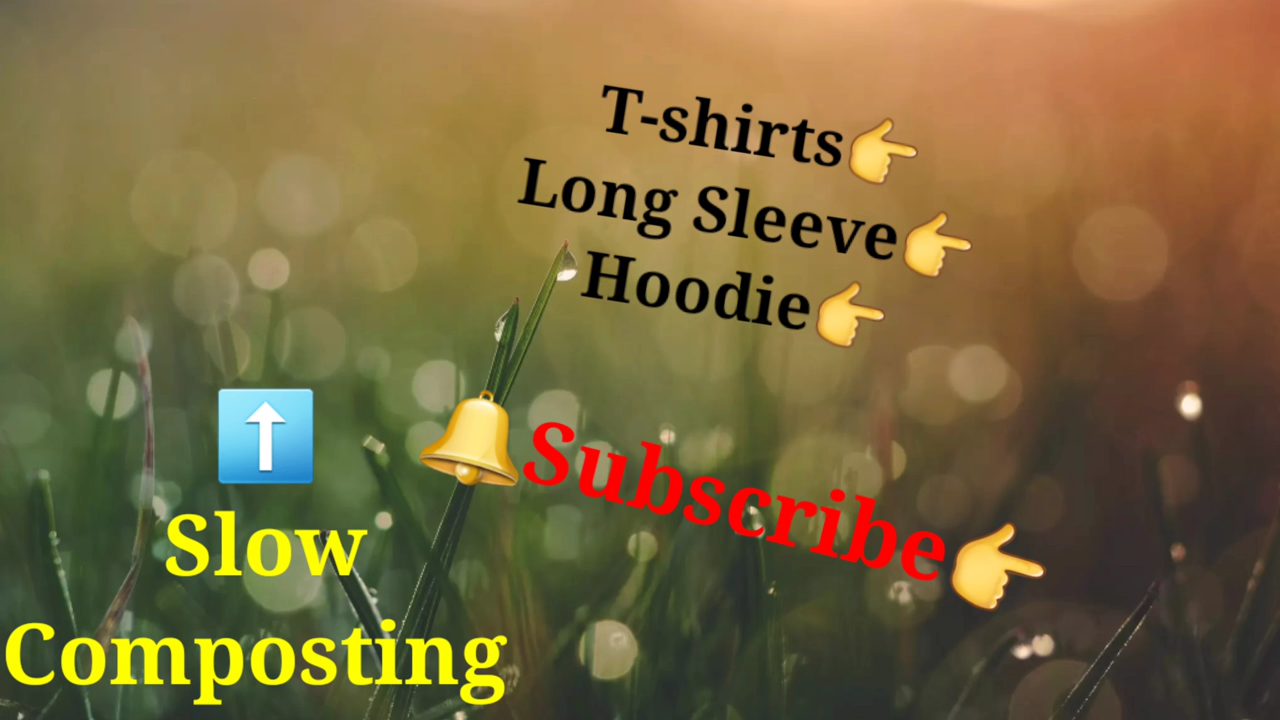 T-shirts👉
Long Sleeve👉
Hoodie👉
⬆️
🔔Subscribe👉
Slow
Composting